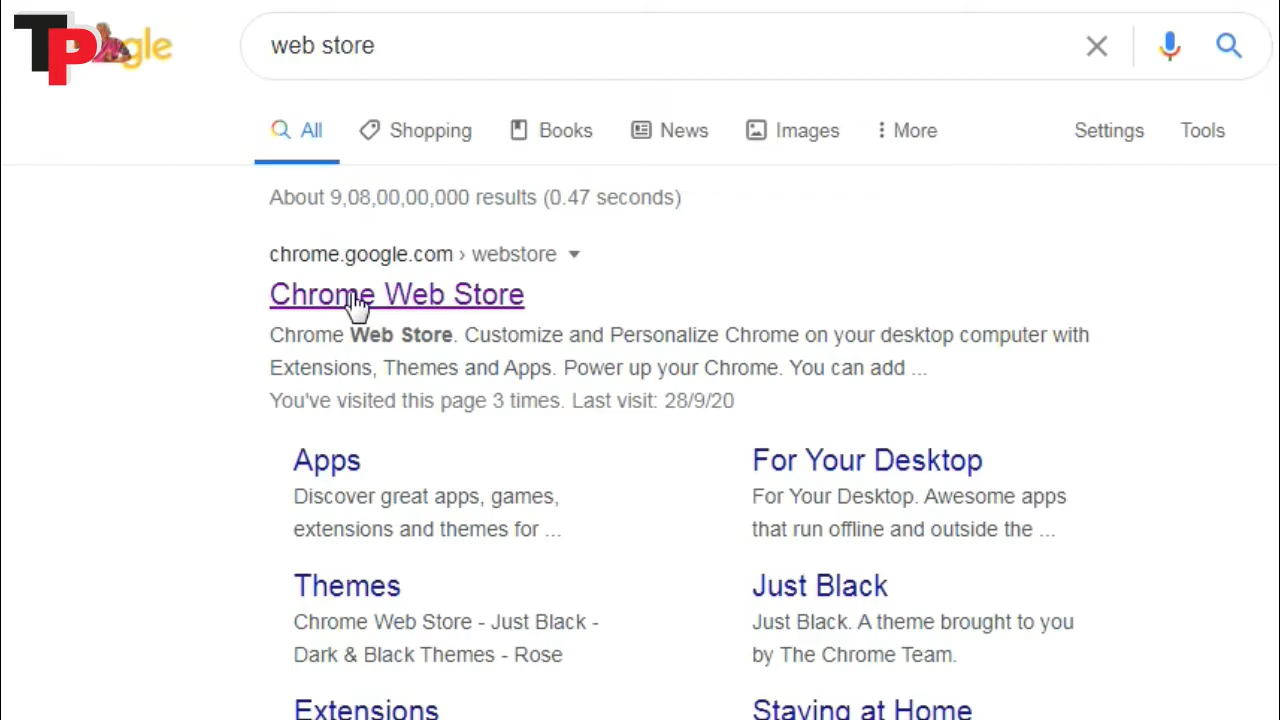 TP
gle
web store
All
Shopping
Books
News
Images
More
Settings
Tools
About 9,08,00,00,000 results (0.47 seconds)
chrome.google.com › webstore
Chrome Web Store
Chrome Web Store. Customize and Personalize Chrome on your desktop computer with
Extensions, Themes and Apps. Power up your Chrome. You can add ...
You've visited this page 3 times. Last visit: 28/9/20
Apps
Discover great apps, games,
extensions and themes for ...
For Your Desktop
For Your Desktop. Awesome apps
that run offline and outside the ...
Themes
Chrome Web Store - Just Black -
Dark & Black Themes - Rose
Just Black
Just Black. A theme brought to you
by The Chrome Team.
Extensions
Staying at Home